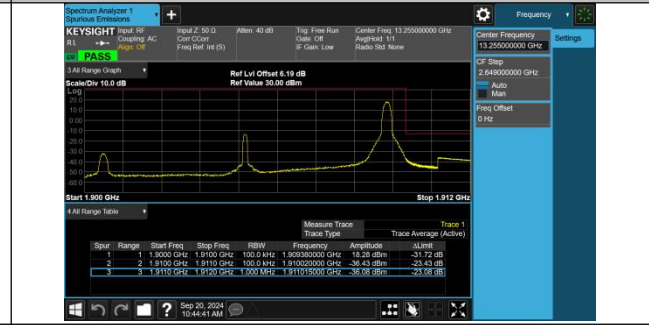 Spectrum Analyzer 1
Spurious Emissions
Frequency
KEYSIGHT Input: RF Input Z: 50 Ω Atten: 40 dB Trig: Free Run Center Freq: 13.255000000 GHz
RL Coupling: AC Corr CCorr Gate: Off Avg|Hold: 1/1
Align: Off Freq Ref: Int (S) IF Gain: Low Radio Std: None
PASS
Center Frequency
13.255000000 GHz
Settings
CF Step
2.649000000 GHz
Auto
Man
Freq Offset
0 Hz
3 All Range Graph
Ref Lvl Offset 6.19 dB
Scale/Div 10.0 dB Ref Value 30.00 dBm
Log
20.0
10.0
0.00
-10.0
-20.0
-30.0
-40.0
-50.0
-60.0
Start 1.900 GHz Stop 1.912 GHz
4 All Range Table
Measure Trace Trace 1
Trace Type Trace Average (Active)
Spur Range Start Freq Stop Freq RBW Frequency Amplitude ΔLimit
1 1 1.9000 GHz 1.9100 GHz 100.0 kHz 1.909380000 GHz 18.28 dBm -31.72 dB
2 2 1.9100 GHz 1.9110 GHz 100.0 kHz 1.910020000 GHz -36.43 dBm -23.43 dB
3 3 1.9110 GHz 1.9120 GHz 1.000 MHz 1.911015000 GHz -36.08 dBm -23.08 dB
Sep 20, 2024
10:44:41 AM